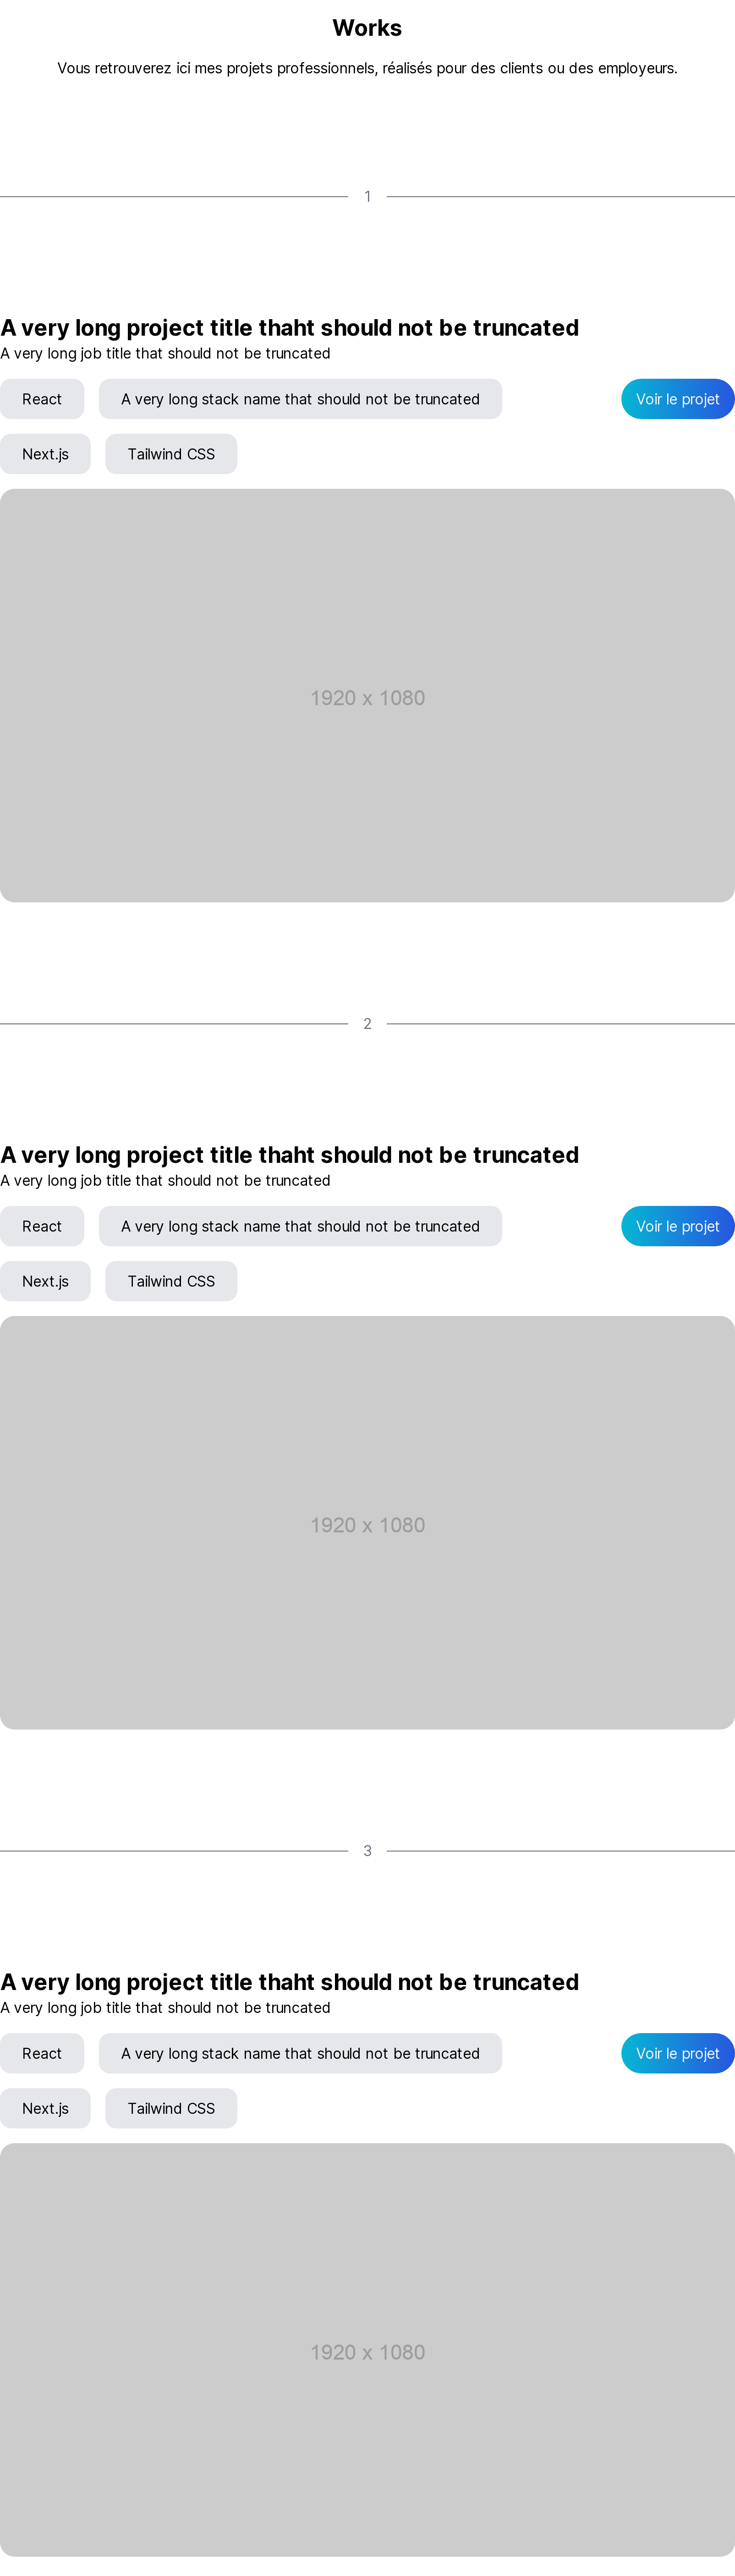 Works
Vous retrouverez ici mes projets professionnels, réalisés pour des clients ou des employeurs.
1
A very long project title thaht should not be truncated
A very long job title that should not be truncated
React
A very long stack name that should not be truncated
Voir le projet
Next.js
Tailwind CSS
1920 x 1080
2
A very long project title thaht should not be truncated
A very long job title that should not be truncated
React
A very long stack name that should not be truncated
Voir le projet
Next.js
Tailwind CSS
1920 x 1080
3
A very long project title thaht should not be truncated
A very long job title that should not be truncated
React
A very long stack name that should not be truncated
Voir le projet
Next.js
Tailwind CSS
1920 x 1080